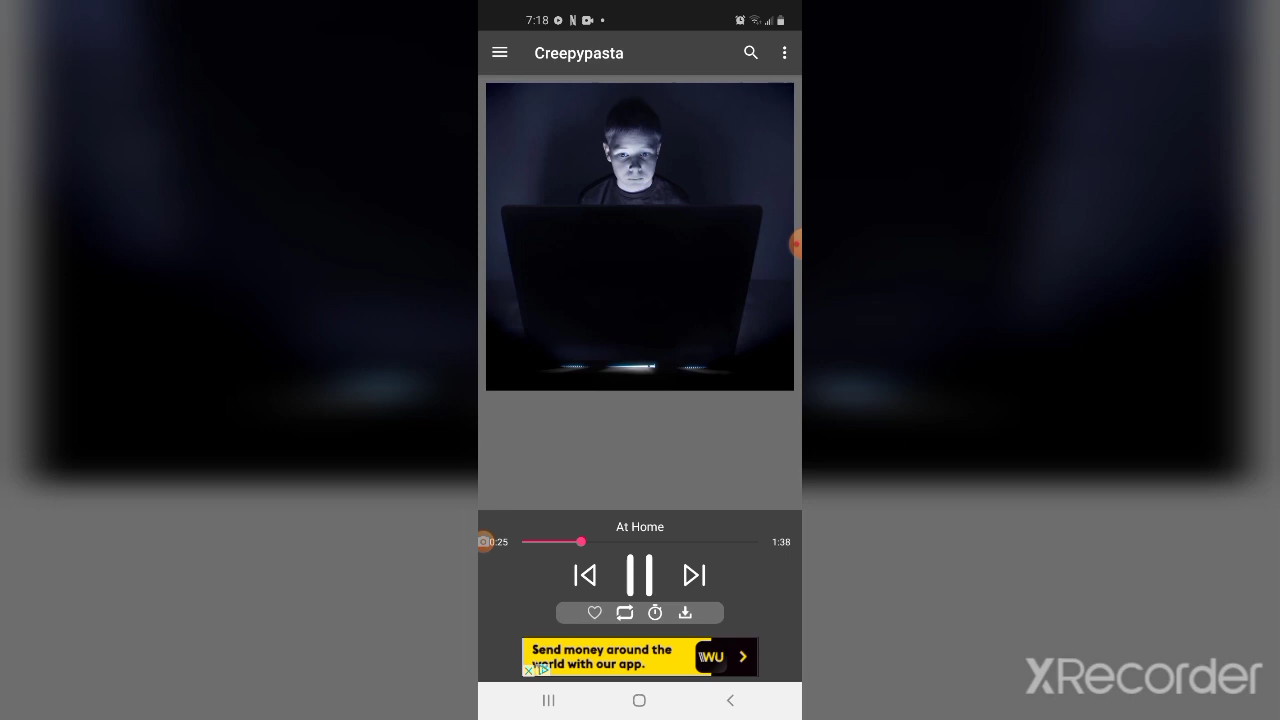 7:18
Creepypasta
At Home
0:25
1:38
Send money around the
world with our app.
WU
XRecorder